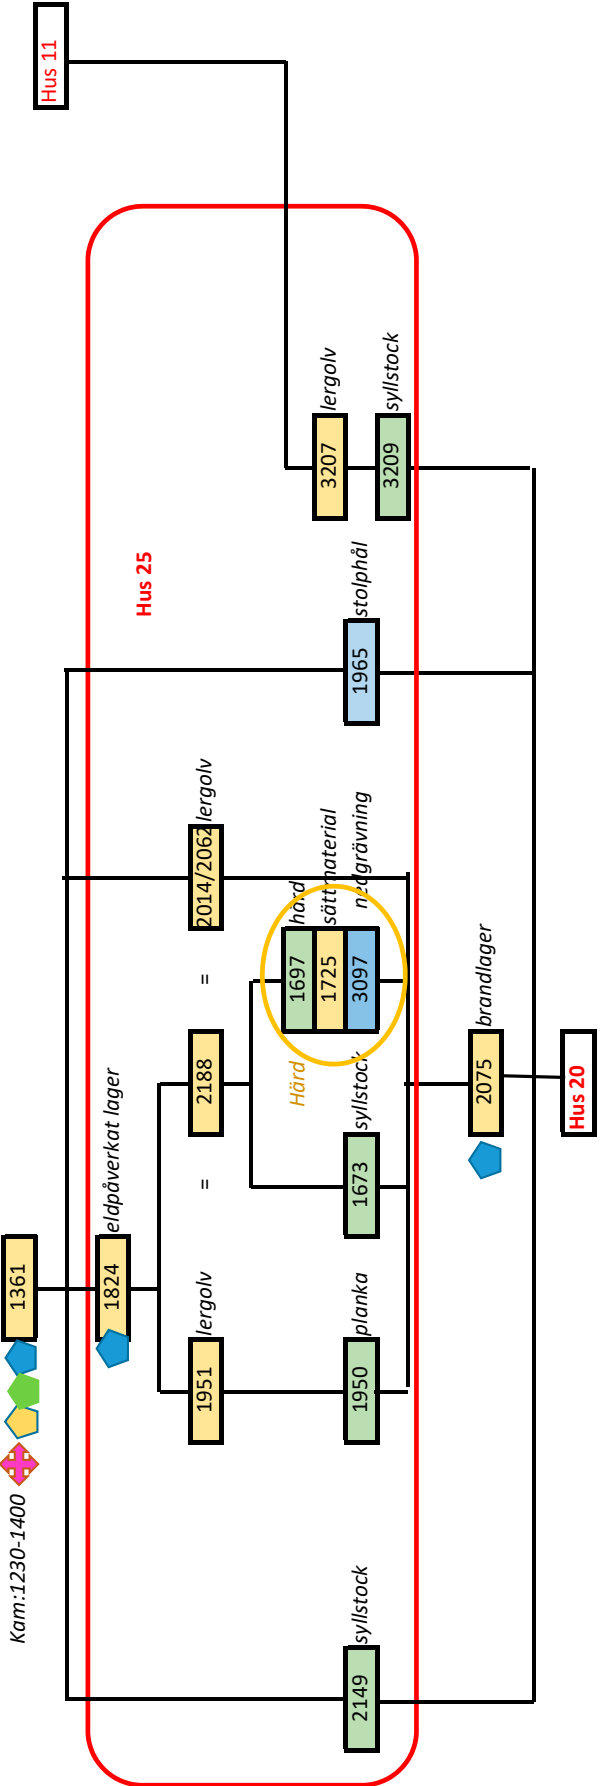 Kam:1230-1400
1361
Hus 11
1824
eldpåverkat lager
Hus 25
1951
lergolv
=
2188
=
2014/2062
lergolv
Härd
1697
härd
1725
sättmaterial
3097
nedgrävning
3207
lergolv
2149
syllstock
1950
planka
1673
syllstock
1965
stolphål
3209
syllstock
2075
brandlager
Hus 20